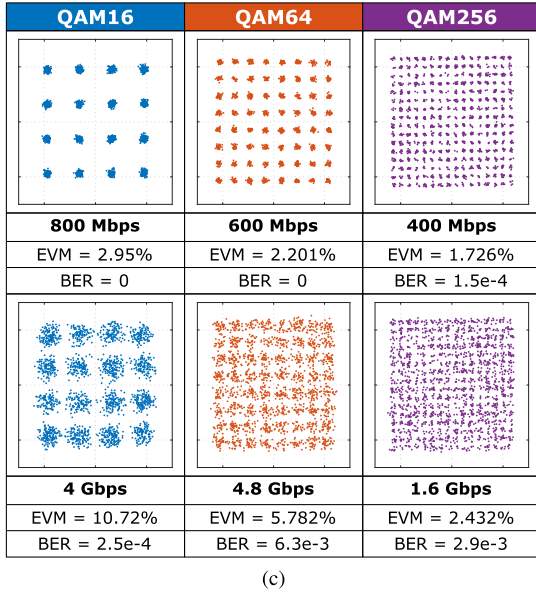 QAM16 QAM64 QAM256
800 Mbps 600 Mbps 400 Mbps
EVM = 2.95% EVM = 2.201% EVM = 1.726%
BER = 0 BER = 0 BER = 1.5e-4
4 Gbps 4.8 Gbps 1.6 Gbps
EVM = 10.72% EVM = 5.782% EVM = 2.432%
BER = 2.5e-4 BER = 6.3e-3 BER = 2.9e-3
(c)